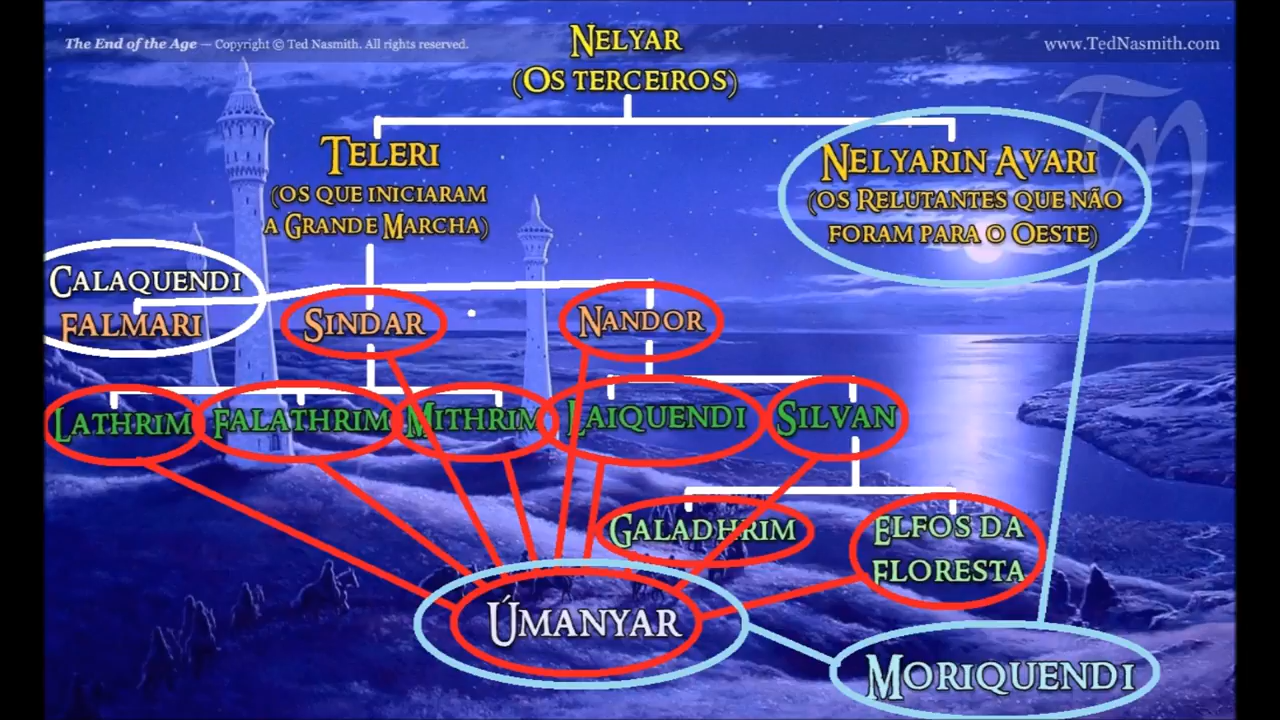 The End of the Age — Copyright © Ted Nasmith. All rights reserved.
www.TedNasmith.com
NELYAR
(OS TERCEIROS)
TELERI
(OS QUE INICIARAM
A GRANDE MARCHA)
NELYARIN AVARI
(OS RELUTANTES QUE NÃO
FORAM PARA O OESTE)
CALAQUENDI
FALMARI
SINDAR
NANDOR
LATHRIM
FALATHRIM
MITHRIM
LAIQUENDI
SILVAN
GALADHRIM
ELFOS DA
FLORESTA
ÚMANYAR
MORIQUENDI
TN